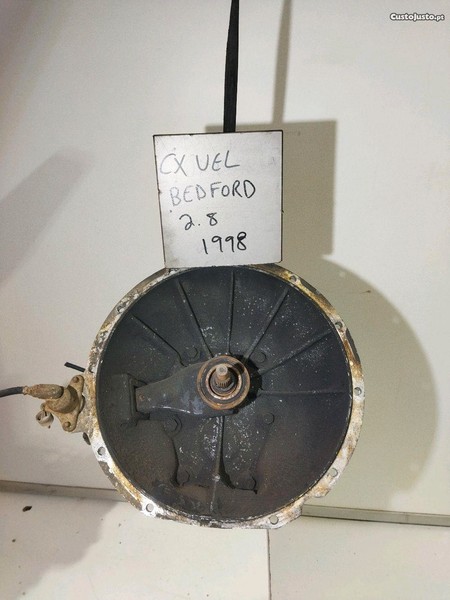 CustoJusto.pt
CX VEL
BEDFORD
2.8
1998